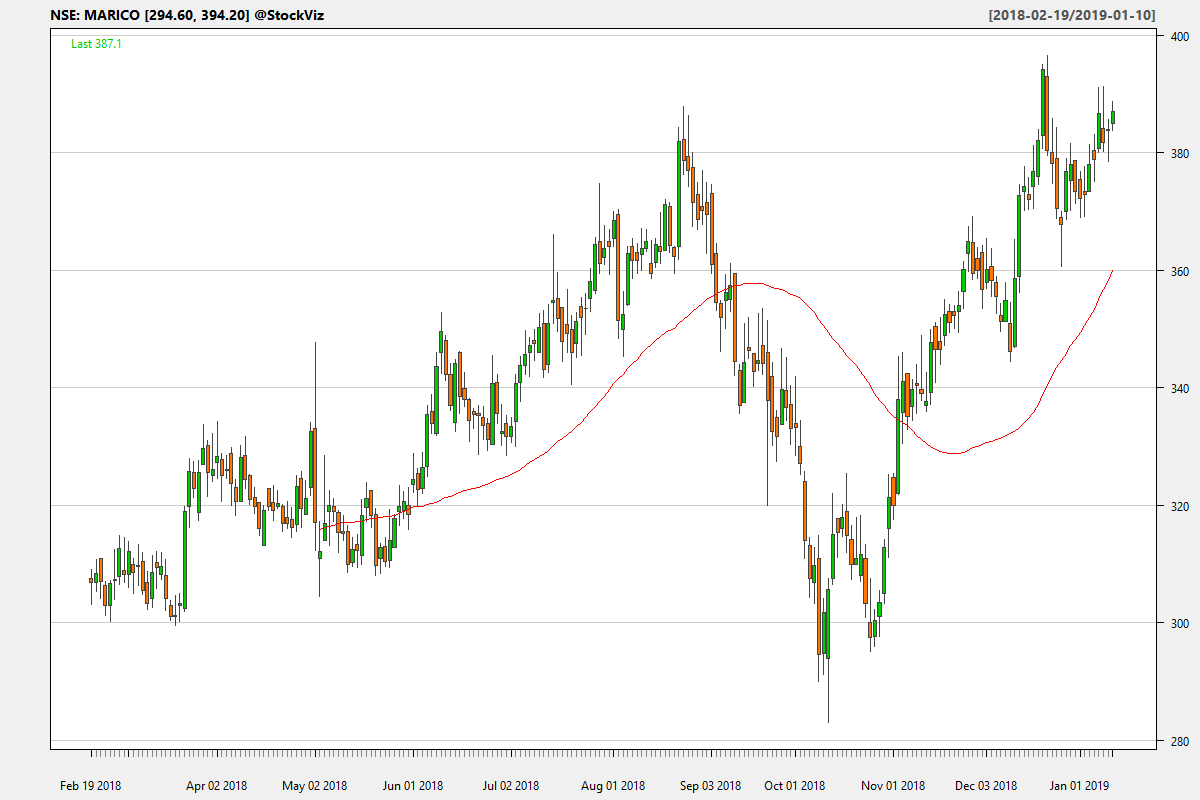 NSE: MARICO [294.60, 394.20] @StockViz
[2018-02-19/2019-01-10]
Last 387.1
400
380
360
340
320
300
280
Feb 19 2018
Apr 02 2018
May 02 2018
Jun 01 2018
Jul 02 2018
Aug 01 2018
Sep 03 2018
Oct 01 2018
Nov 01 2018
Dec 03 2018
Jan 01 2019